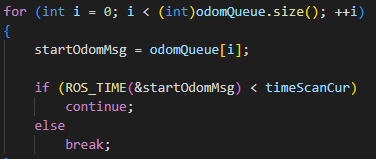 for (int i = 0; i < (int)odomQueue.size(); ++i)
{
    startOdomMsg = odomQueue[i];

    if (ROS_TIME(&startOdomMsg) < timeScanCur)
        continue;
    else
        break;